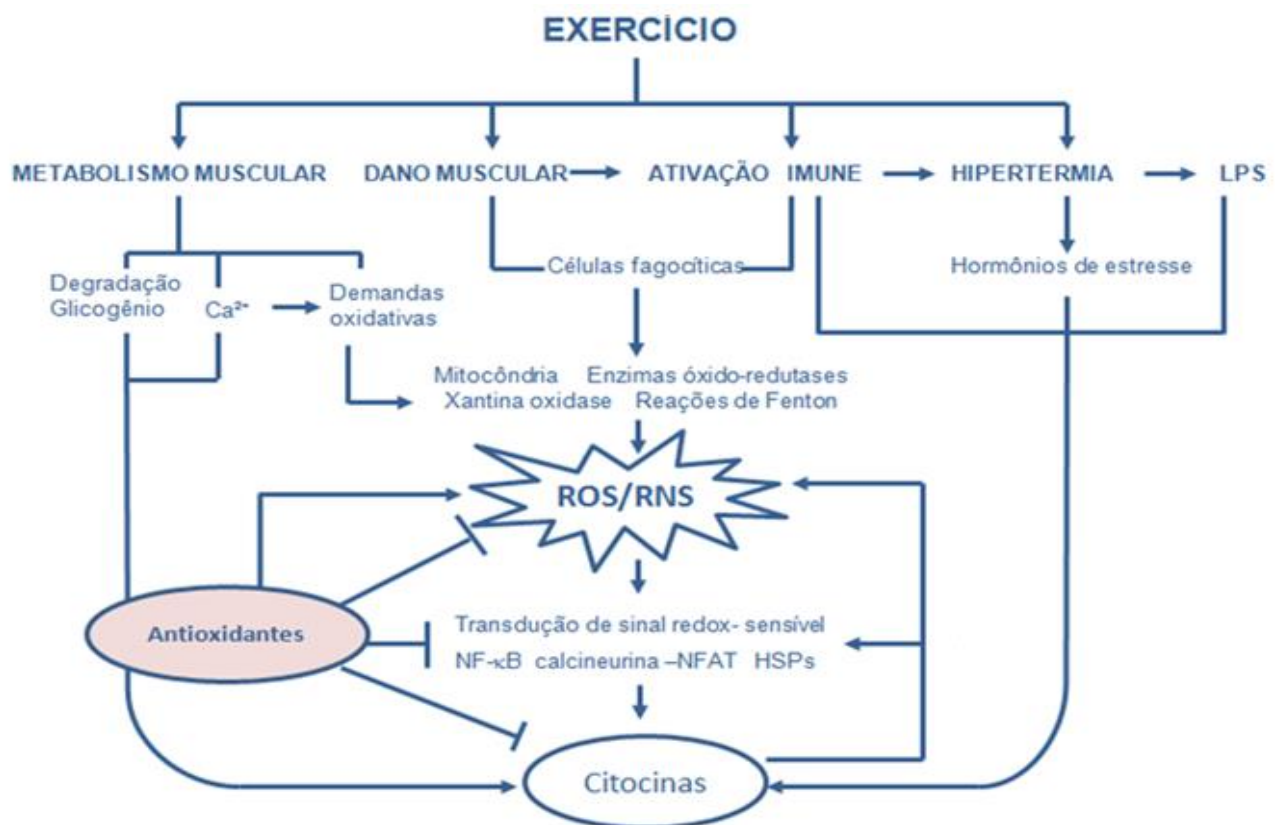 EXERCÍCIO
METABOLISMO MUSCULAR
DANO MUSCULAR
ATIVAÇÃO IMUNE
HIPERTERMIA
LPS
Degradação
Glicogênio
Ca²⁺
Demandas
oxidativas
Células fagocíticas
Hormônios de estresse
Mitocôndria Enzimas óxido-redutases
Xantina oxidase Reações de Fenton
ROS/RNS
Antioxidantes
Transdução de sinal redox- sensível
NF-κB calcineurina –NFAT HSPs
Citocinas